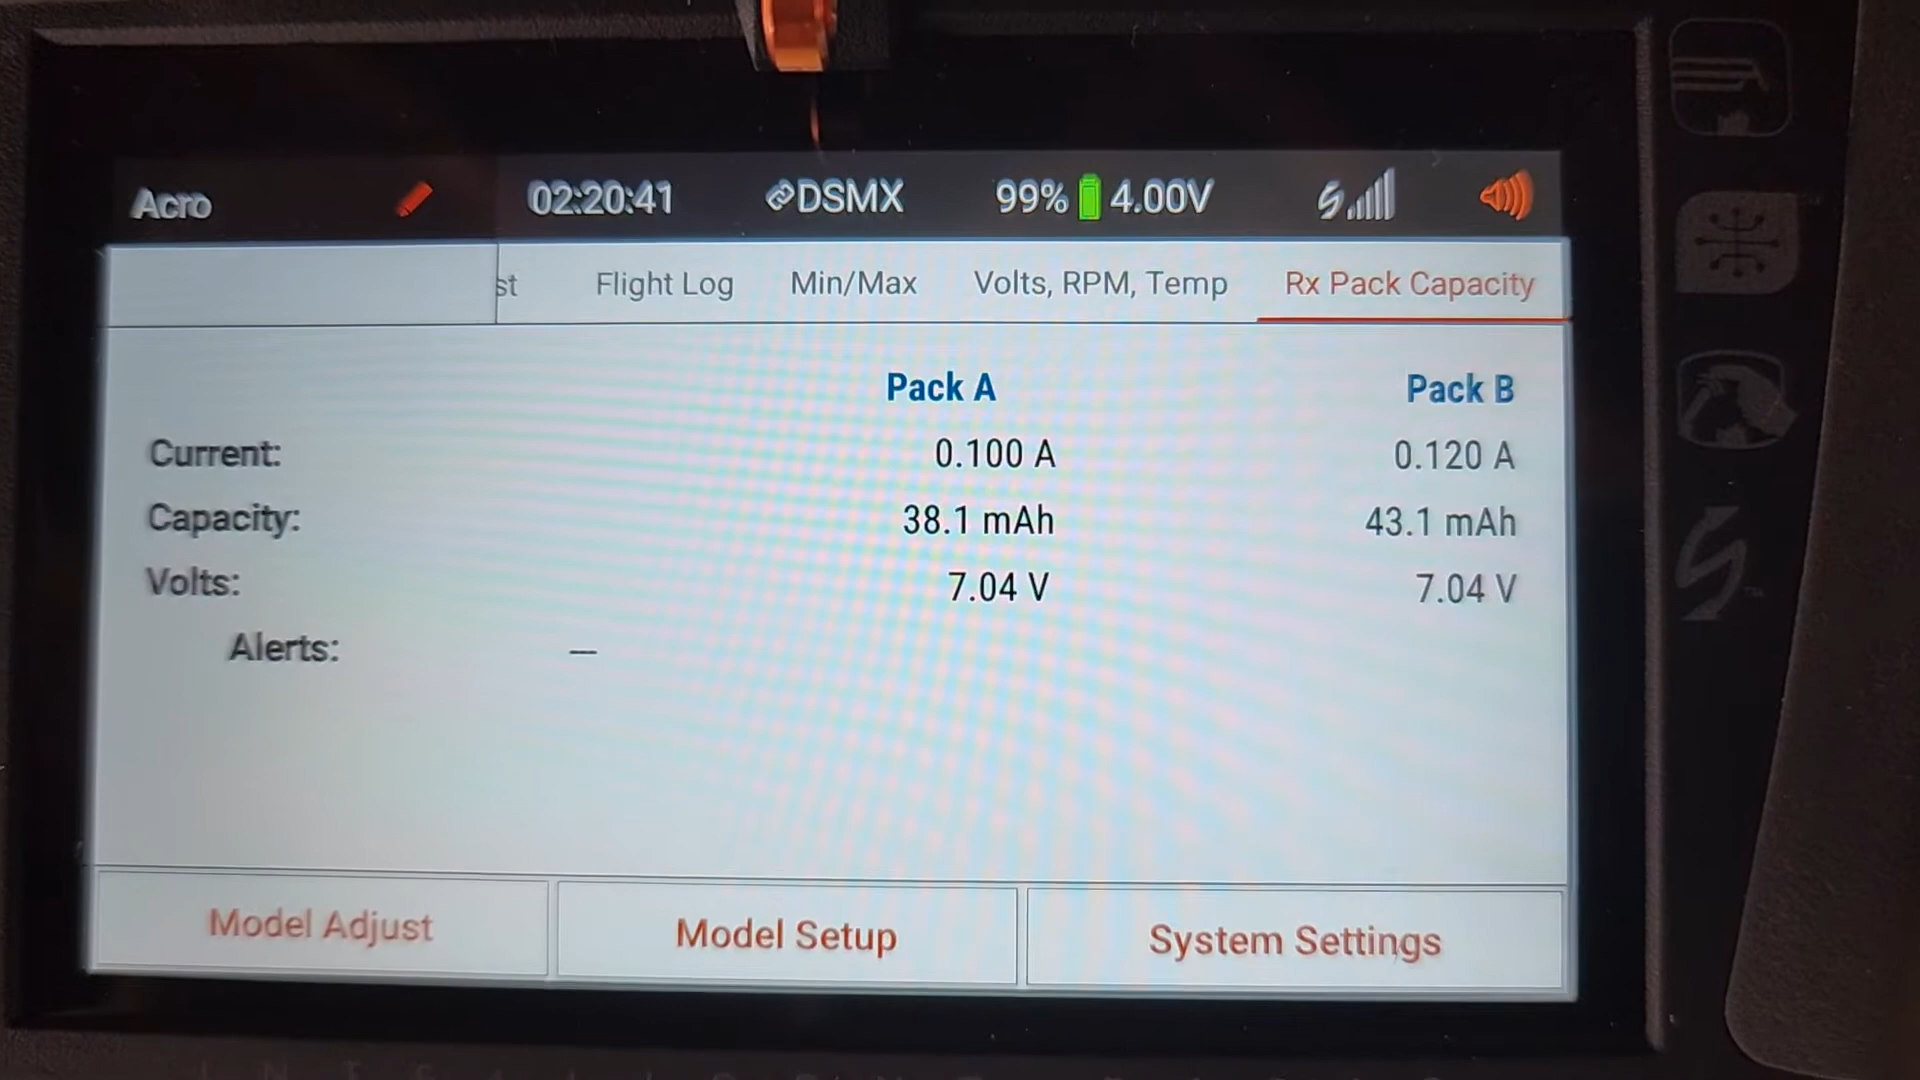 Acro 02:20:41 DSMX 99% 4.00V
st Flight Log Min/Max Volts, RPM, Temp Rx Pack Capacity
Pack A Pack B
Current: 0.100 A 0.120 A
Capacity: 38.1 mAh 43.1 mAh
Volts: 7.04 V 7.04 V
Alerts: —
Model Adjust Model Setup System Settings